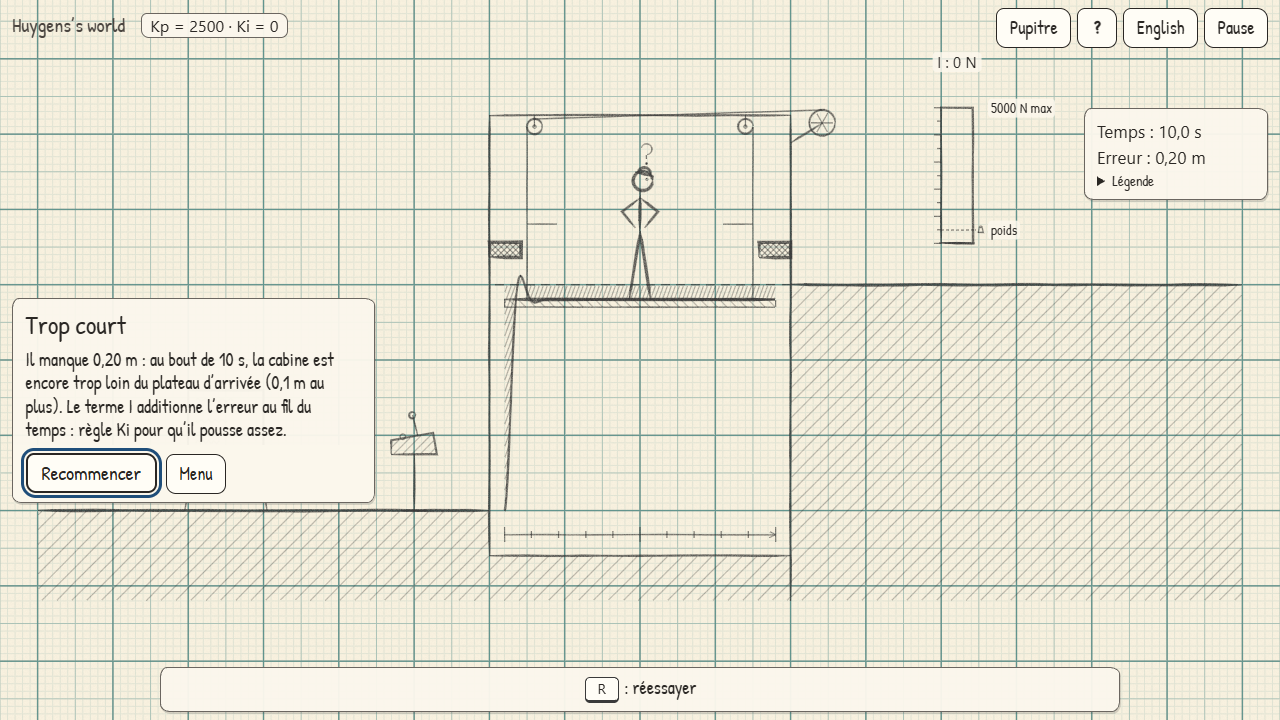 Huygens's world
Kp = 2500 · Ki = 0
Pupitre
?
English
Pause
I : 0 N
5000 N max
poids
Temps : 10,0 s
Erreur : 0,20 m
▶ Légende
?
Trop court
Il manque 0,20 m : au bout de 10 s, la cabine est
encore trop loin du plateau d'arrivée (0,1 m au
plus). Le terme I additionne l'erreur au fil du
temps : règle Ki pour qu'il pousse assez.
Recommencer
Menu
R : réessayer